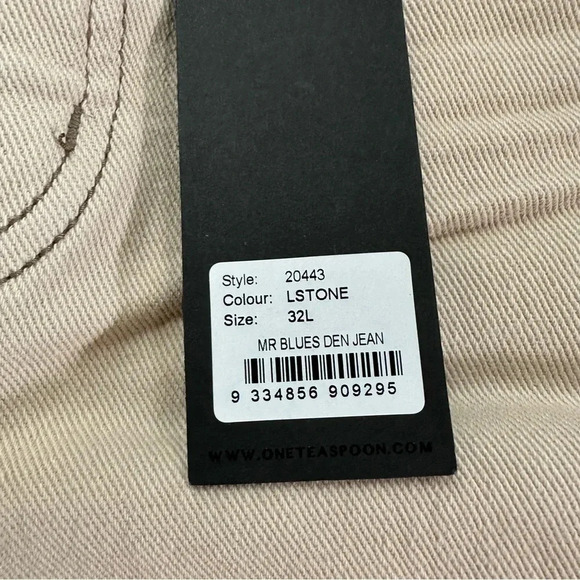 Style: 20443
Colour: LSTONE
Size: 32L
MR BLUES DEN JEAN
9 334856 909295
WWW.ONETEASPOON.COM